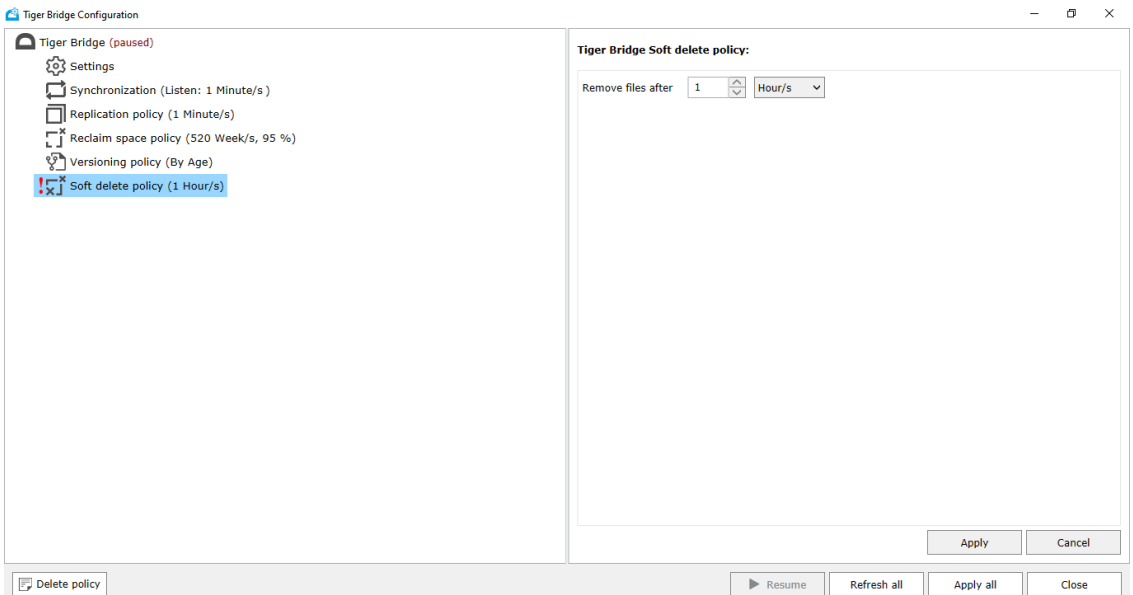 Tiger Bridge Configuration
Tiger Bridge (paused)
Settings
Synchronization (Listen: 1 Minute/s )
Replication policy (1 Minute/s)
Reclaim space policy (520 Week/s, 95 %)
Versioning policy (By Age)
Soft delete policy (1 Hour/s)
Tiger Bridge Soft delete policy:
Remove files after 1 Hour/s
Apply Cancel
Delete policy Resume Refresh all Apply all Close